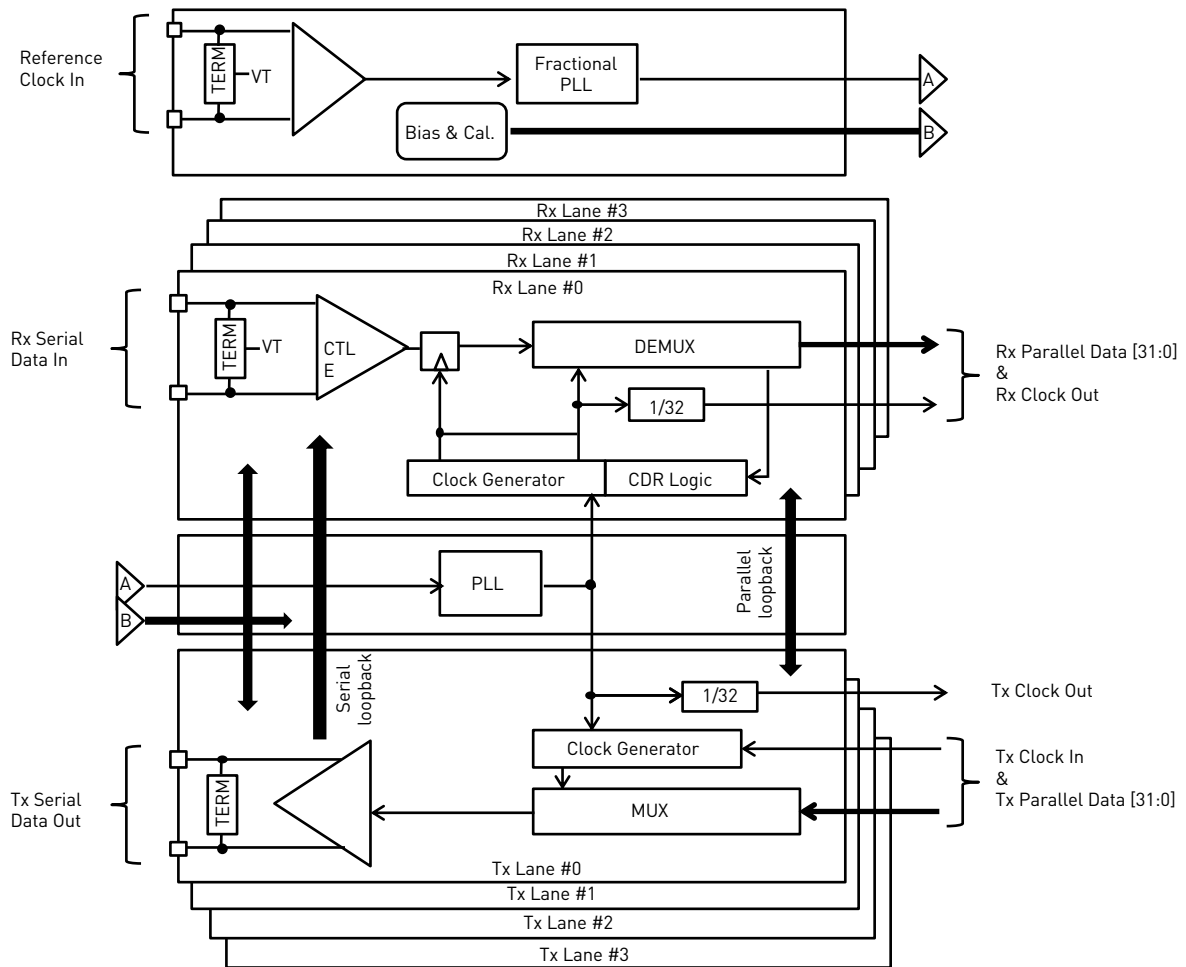 Reference
Clock In
TERM
VT
Fractional
PLL
Bias & Cal.
A
B
Rx Lane #3
Rx Lane #2
Rx Lane #1
Rx Lane #0
Rx Serial
Data In
TERM
VT
CTL
E
DEMUX
1/32
Clock Generator
CDR Logic
Rx Parallel Data [31:0]
&
Rx Clock Out
A
B
PLL
Parallel
loopback
Serial
loopback
1/32
Tx Clock Out
Clock Generator
MUX
Tx Clock In
&
Tx Parallel Data [31:0]
Tx Serial
Data Out
TERM
Tx Lane #0
Tx Lane #1
Tx Lane #2
Tx Lane #3